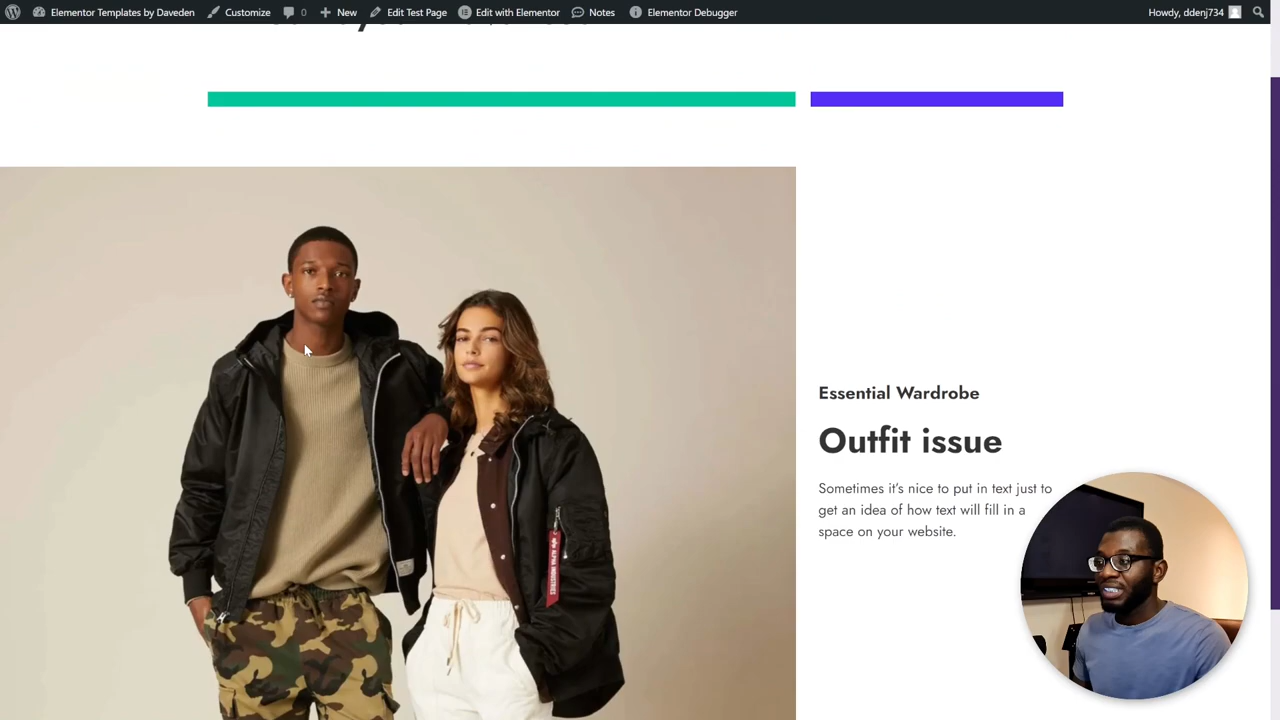 Elementor Templates by Daveden Customize 0 New Edit Test Page Edit with Elementor Notes Elementor Debugger Howdy, ddenj734
Essential Wardrobe
Outfit issue
Sometimes it's nice to put in text just to
get an idea of how text will fill in a
space on your website.
ALPHA INDUSTRIES